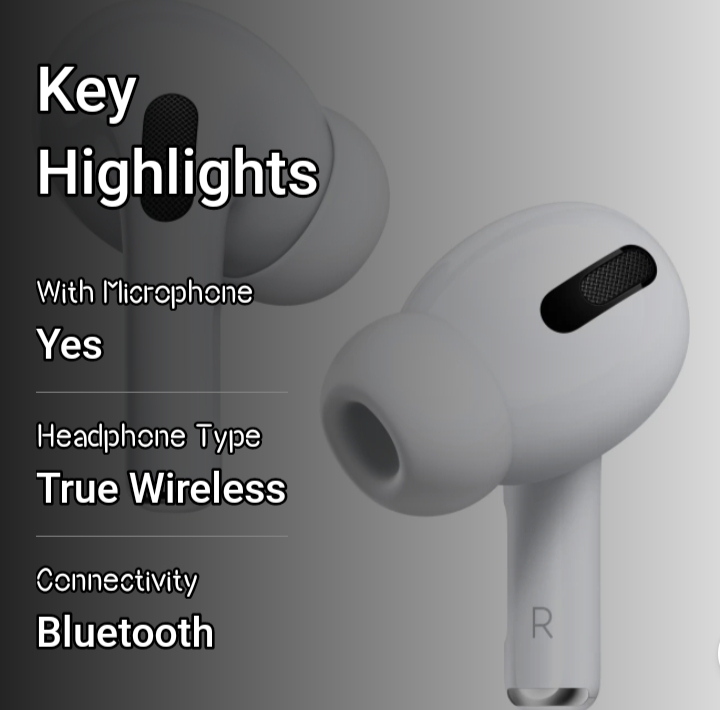 Key
Highlights
With Microphone
Yes
Headphone Type
True Wireless
Connectivity
Bluetooth
R